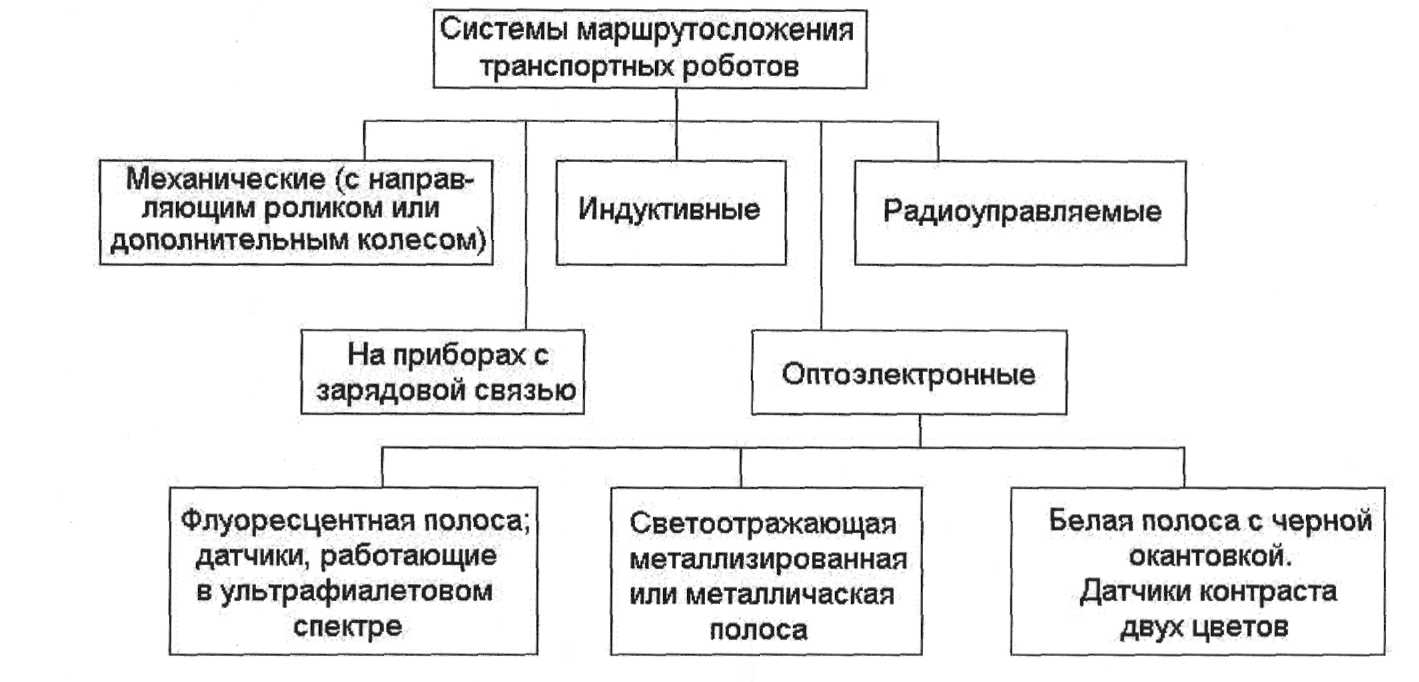 Системы маршрутосложения
транспортных роботов
Механические (с направ-
ляющим роликом или
дополнительным колесом)
Индуктивные
Радиоуправляемые
На приборах с
зарядовой связью
Оптоэлектронные
Флуоресцентная полоса;
датчики, работающие
в ультрафиалетовом
спектре
Светоотражающая
металлизированная
или металличаская
полоса
Белая полоса с черной
окантовкой.
Датчики контраста
двух цветов